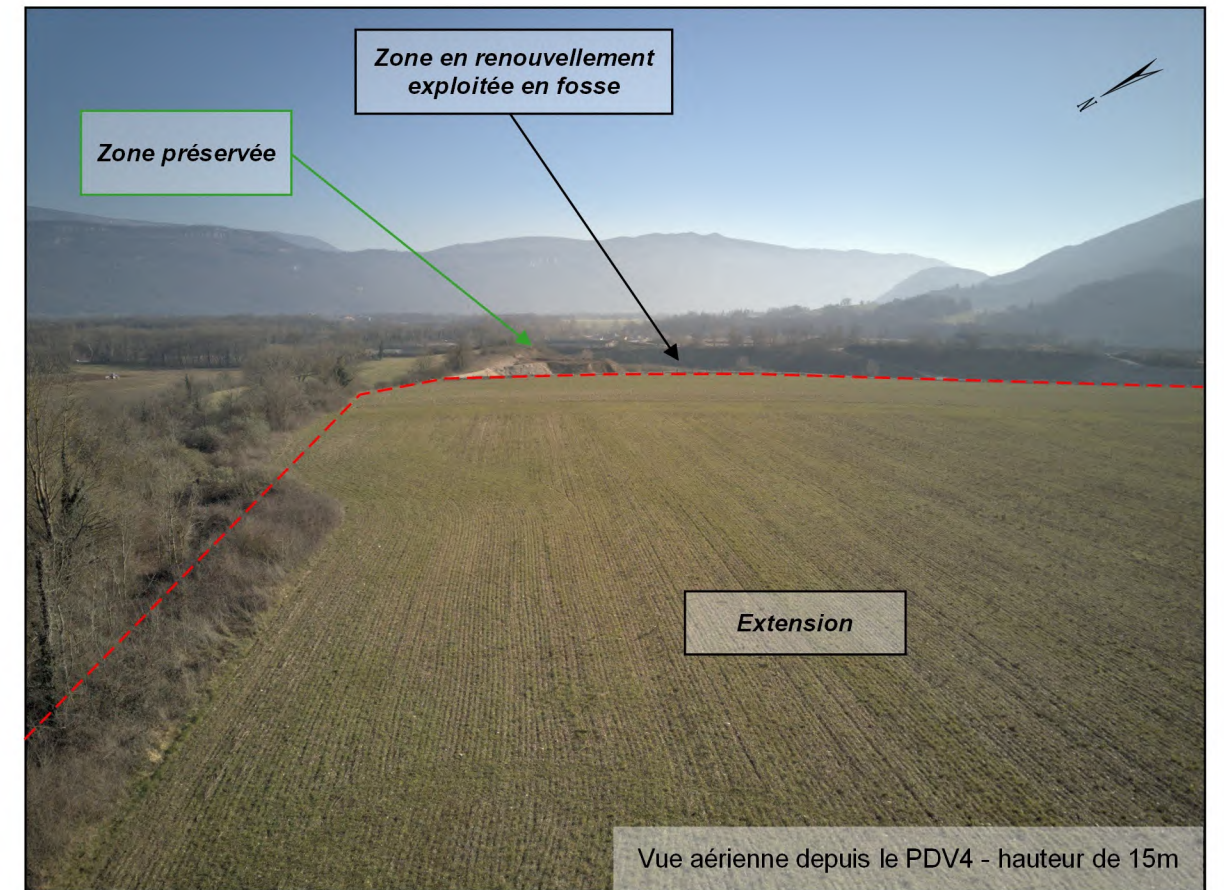 Zone en renouvellement
exploitée en fosse
Zone préservée
N
Extension
Vue aérienne depuis le PDV4 - hauteur de 15m